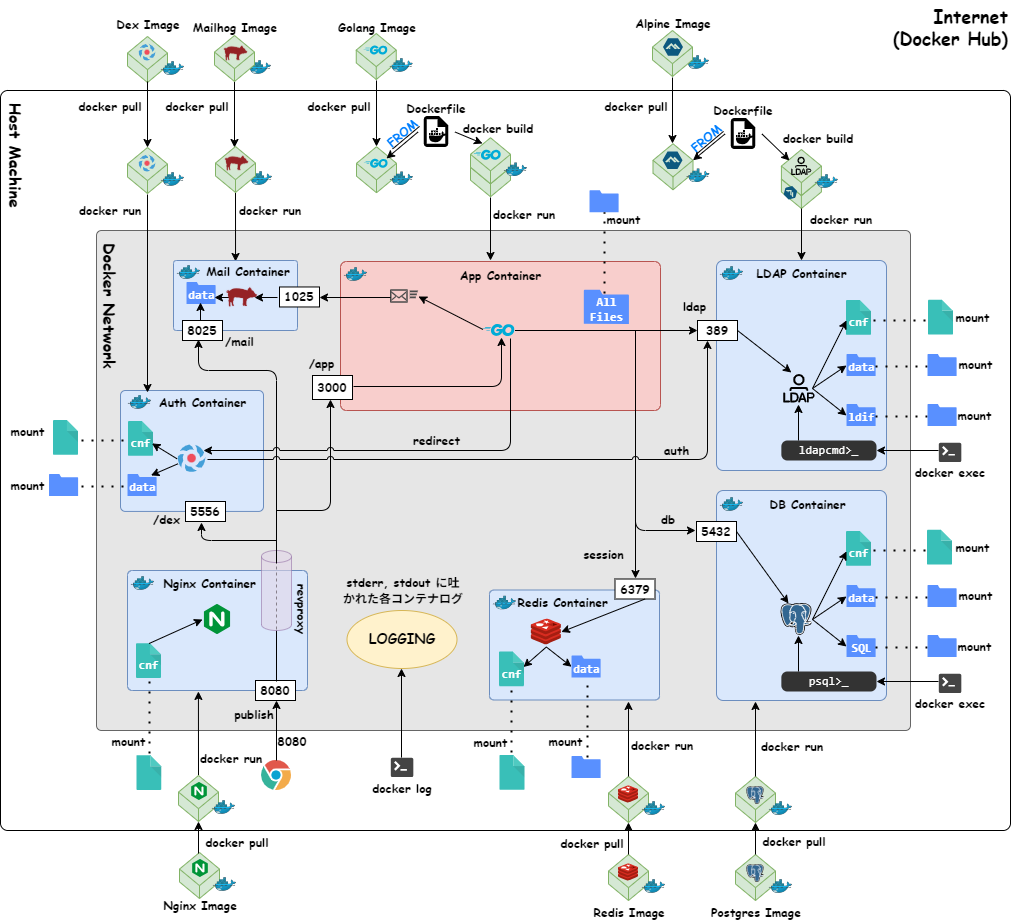 Internet
(Docker Hub)
Dex Image
Mailhog Image
Golang Image
Alpine Image
GO
Host Machine
docker pull
docker pull
docker pull
docker pull
Dockerfile
Dockerfile
FROM
FROM
docker build
docker build
GO
GO
LDAP
docker run
docker run
docker run
docker run
mount
Docker Network
Mail Container
data
1025
8025
/mail
App Container
All
Files
GO
/app
3000
LDAP Container
ldap
389
LDAP
cnf
data
ldif
mount
mount
mount
ldapcmd>_
docker exec
Auth Container
cnf
data
mount
mount
redirect
auth
5556
/dex
DB Container
db
5432
cnf
data
SQL
mount
mount
mount
psql>_
docker exec
Nginx Container
revproxy
cnf
8080
publish
8080
mount
stderr, stdout に吐
かれた各コンテナログ
LOGGING
docker log
session
6379
Redis Container
cnf
data
mount
mount
docker run
docker run
docker run
docker pull
docker pull
docker pull
Nginx Image
Redis Image
Postgres Image